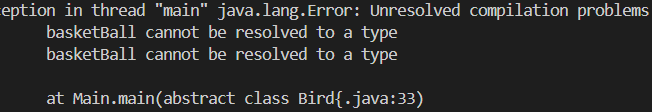 ception in thread "main" java.lang.Error: Unresolved compilation problems
basketBall cannot be resolved to a type
basketBall cannot be resolved to a type
at Main.main(abstract class Bird{.java:33)